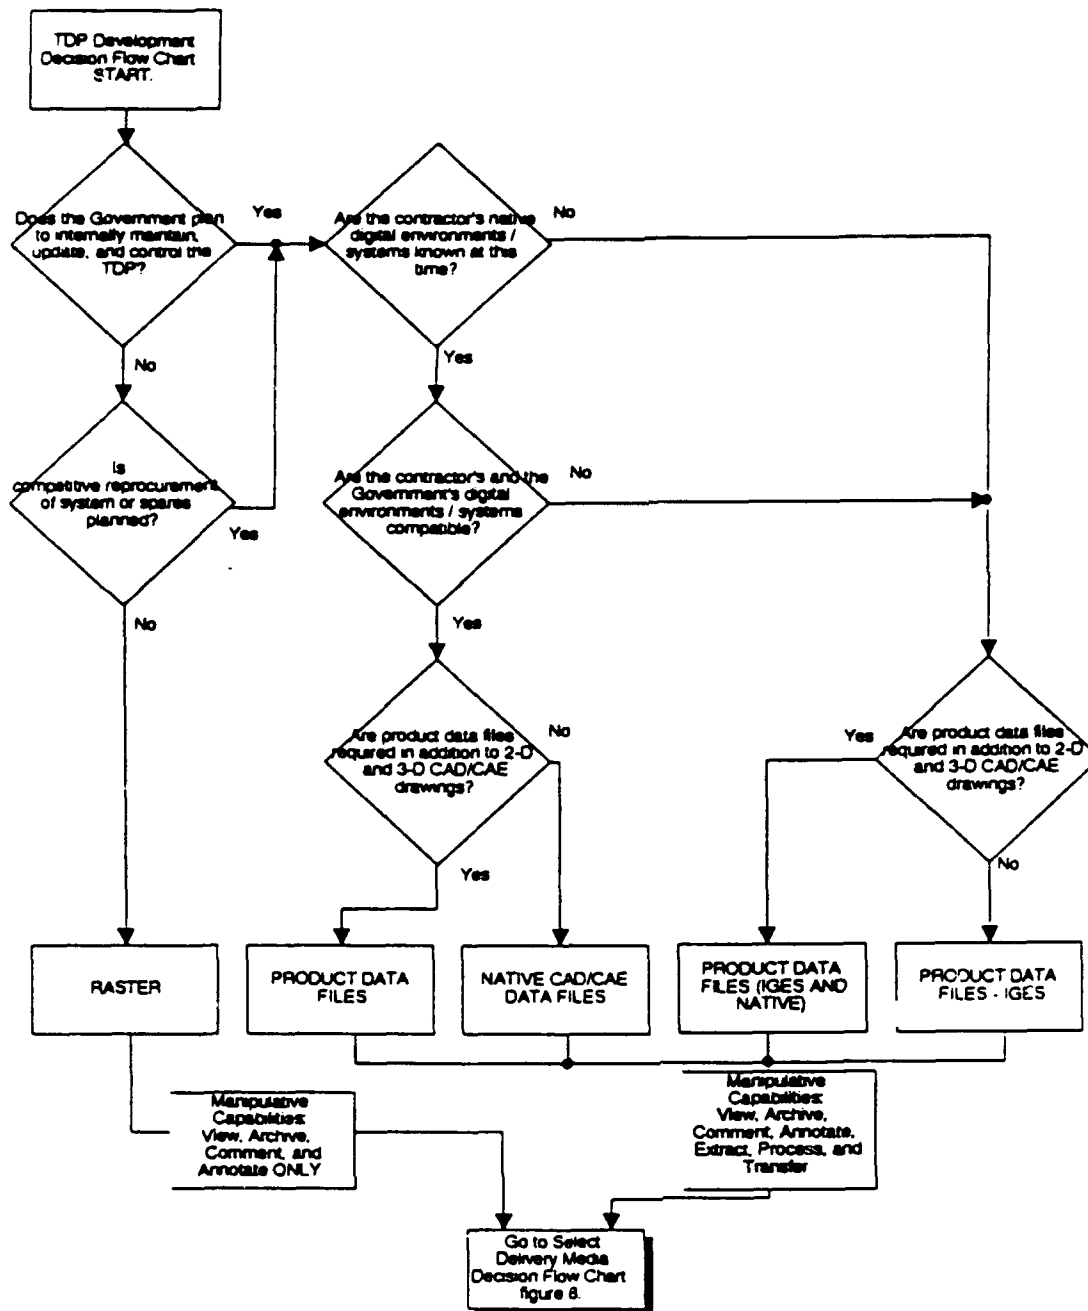 TDP Development
Decision Flow Chart
START.
Does the Government plan
to internally maintain,
update, and control the
TDP?
Yes
Are the contractor's native
digital environments /
systems known at this
time?
No
No
Yes
Is
competitive reprocurement
of system or spares
planned?
Yes
Are the contractor's and the
Government's digital
environments / systems
compatible?
No
No
Yes
Are product data files
required in addition to 2-D
and 3-D CAD/CAE
drawings?
No
Yes
Are product data files
required in addition to 2-D
and 3-D CAD/CAE
drawings?
Yes
No
RASTER
PRODUCT DATA
FILES
NATIVE CAD/CAE
DATA FILES
PRODUCT DATA
FILES (IGES AND
NATIVE)
PRODUCT DATA
FILES - IGES
Manipulative
Capabilities:
View, Archive,
Comment, and
Annotate ONLY
Manipulative
Capabilities:
View, Archive,
Comment, Annotate,
Extract, Process, and
Transfer
Go to Select
Delivery Media
Decision Flow Chart
figure 8.